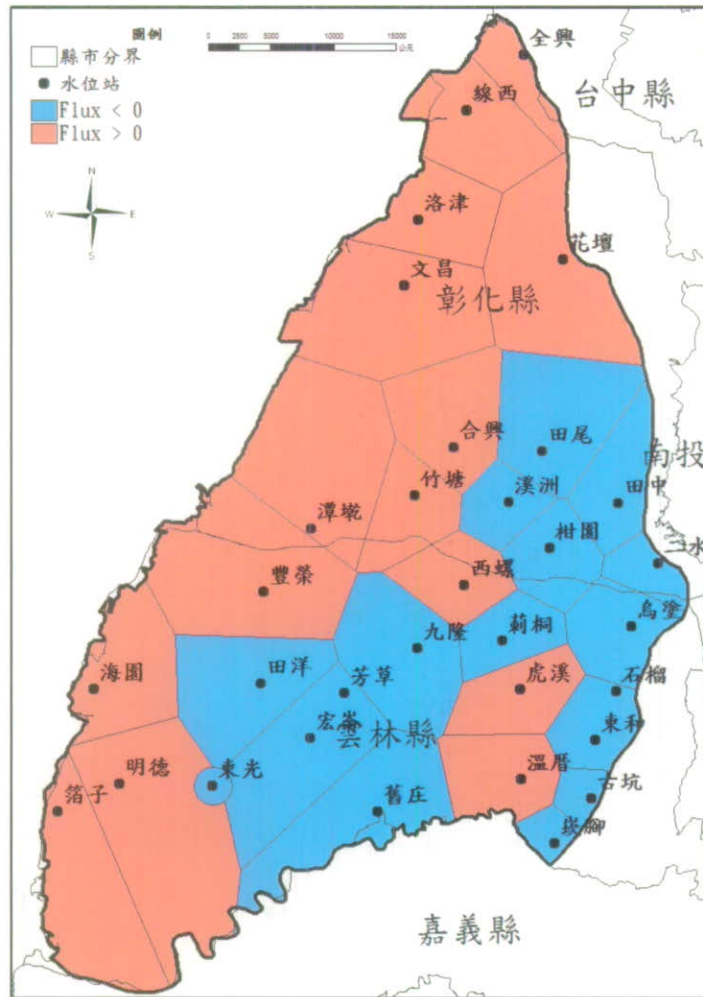 圖例
0 2500 5000 10000 15000
公尺
縣市分界
水位站
Flux < 0
Flux > 0
N
W E
S
全興
台中縣
線西
洛津
花壇
文昌
彰化縣
合興
田尾
南投
竹塘
溪洲
田中
潭墘
柑園
二水
豐榮
西螺
烏塗
九隆
莿桐
海園
田洋
芳草
虎溪
石榴
宏崙
雲林縣
東和
明德
東光
溫厝
古坑
箔子
舊庄
崁腳
嘉義縣